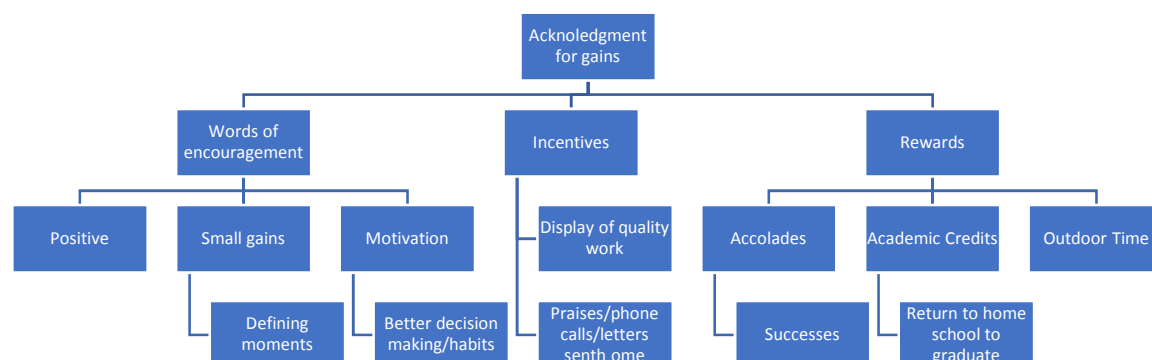 Acknoledgment
for gains
Words of
encouragement
Incentives
Rewards
Positive
Small gains
Motivation
Display of quality
work
Accolades
Academic Credits
Outdoor Time
Defining
moments
Better decision
making/habits
Praises/phone
calls/letters
senth ome
Successes
Return to home
school to
graduate